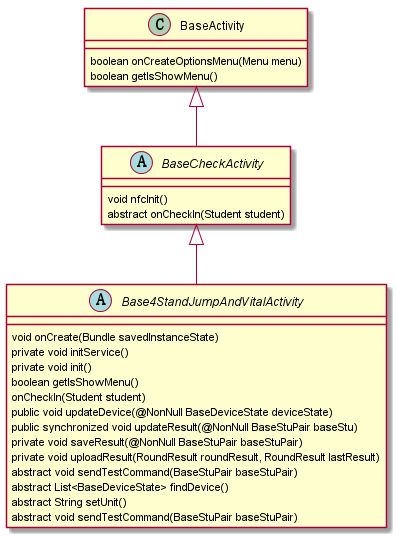 C BaseActivity
boolean onCreateOptionsMenu(Menu menu)
boolean getIsShowMenu()
A BaseCheckActivity
void nfcInit()
abstract onCheckIn(Student student)
A Base4StandJumpAndVitalActivity
void onCreate(Bundle savedInstanceState)
private void initService()
private void init()
boolean getIsShowMenu()
onCheckIn(Student student)
public void updateDevice(@NonNull BaseDeviceState deviceState)
public synchronized void updateResult(@NonNull BaseStuPair baseStu)
private void saveResult(@NonNull BaseStuPair baseStuPair)
private void uploadResult(RoundResult roundResult, RoundResult lastResult)
abstract void sendTestCommand(BaseStuPair baseStuPair)
abstract List<BaseDeviceState> findDevice()
abstract String setUnit()
abstract void sendTestCommand(BaseStuPair baseStuPair)